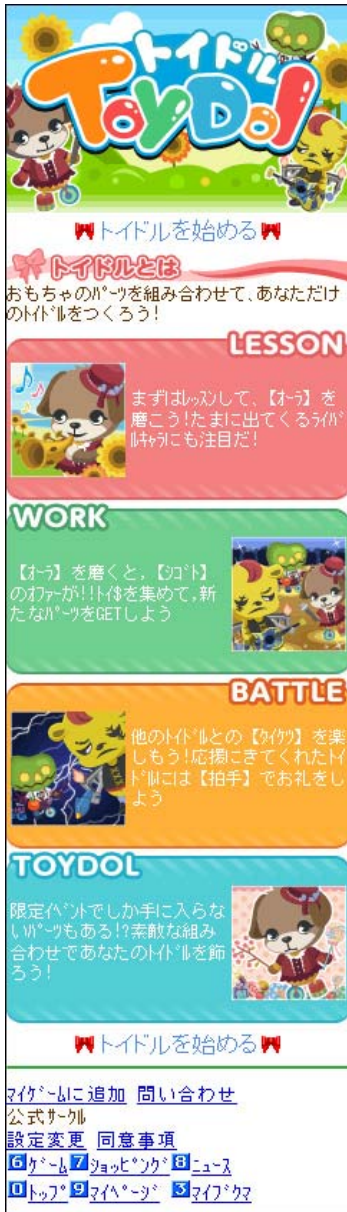 トイドル
ToyDol
トイドルを始める
トイドルとは
おもちゃのﾊﾟｰﾂを組み合わせて、あなただけ
のﾄｲﾄﾞﾙをつくろう!
LESSON
まずはﾚｯｽﾝして、【ｵｰﾗ】を
磨こう!たまに出てくるﾗｲﾊﾞ
ﾙｷｬﾗにも注目だ!
WORK
【ｵｰﾗ】を磨くと,【ｼｺﾞﾄ】
のｵﾌｧｰが!!ﾄｲ$を集めて,新
たなﾊﾟｰﾂをGETしよう
BATTLE
他のﾄｲﾄﾞﾙとの【ﾀｲｹﾂ】を楽
しもう!応援にきてくれたﾄｲ
ﾄﾞﾙには【拍手】でお礼をし
よう
TOYDOL
限定ｲﾍﾞﾝﾄでしか手に入らな
いﾊﾟｰﾂもある!?素敵な組み
合わせであなたのﾄｲﾄﾞﾙを飾
ろう!
トイドルを始める
ﾏｲｹﾞｰﾑに追加 問い合わせ
公式ｻｰｸﾙ
設定変更 同意事項
6ｹﾞｰﾑ7ｼｮｯﾋﾟﾝｸﾞ8ﾆｭｰｽ
0ﾄｯﾌﾟ9ﾏｲﾍﾟｰｼﾞ 3ﾏｲﾌﾞｸﾏ